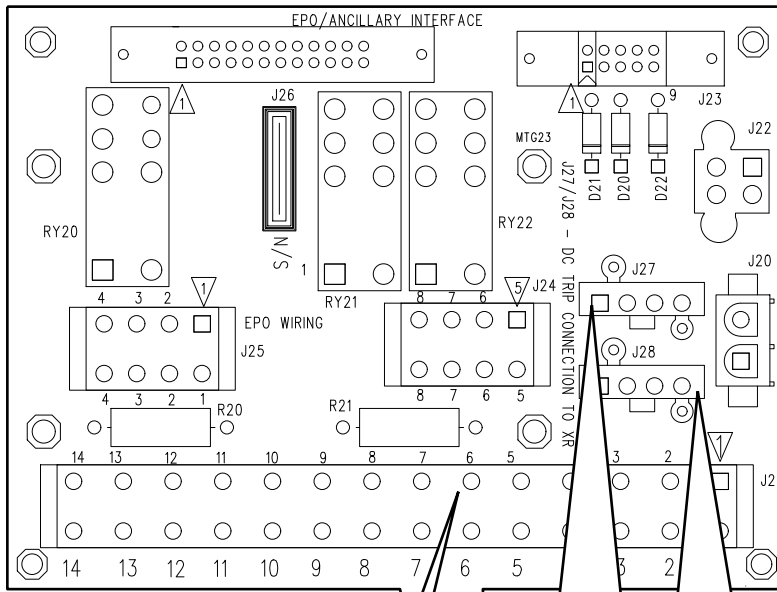 EPO/ANCILLARY INTERFACE
1
J26
1
9
J23
MTG23
J22
D21
D20
D22
RY20
N/S
1
RY21
RY22
J27/J28 - DC TRIP CONNECTION TO XR
J27
J20
4 3 2 1
EPO WIRING
J25
8 7 6 5
J24
J28
4 3 2 1
8 7 6 5
R20
R21
14 13 12 11 10 9 8 7 6 5 3 2 1
J2
14 13 12 11 10 9 8 7 6 5 3 2